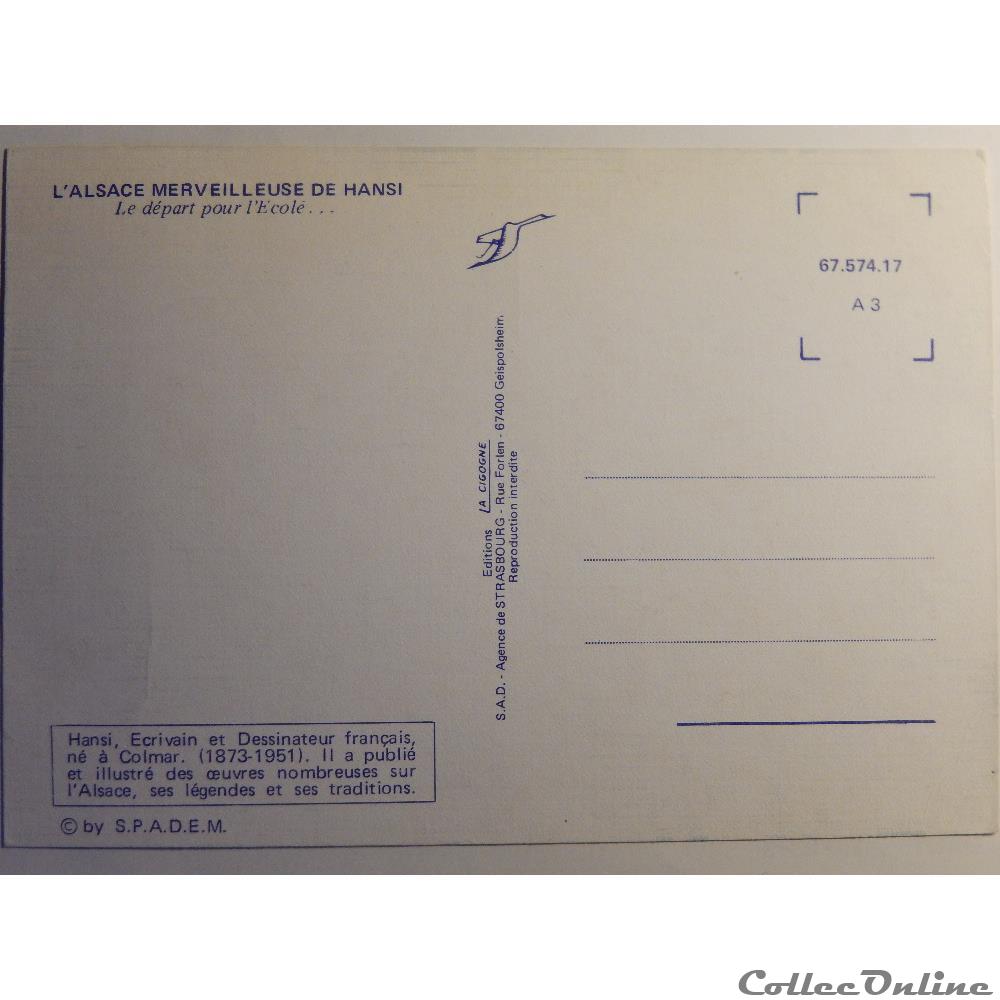 L'ALSACE MERVEILLEUSE DE HANSI
Le départ pour l'Ecolé...
67.574.17
A 3
Editions LA CIGOGNE
S.A.D. - Agence de STRASBOURG - Rue Forlen - 67400 Geispolsheim.
Reproduction interdite
Hansi, Ecrivain et Dessinateur français,
né à Colmar. (1873-1951). Il a publié
et illustré des œuvres nombreuses sur
l'Alsace, ses légendes et ses traditions.
© by S.P.A.D.E.M.
CollecOnline